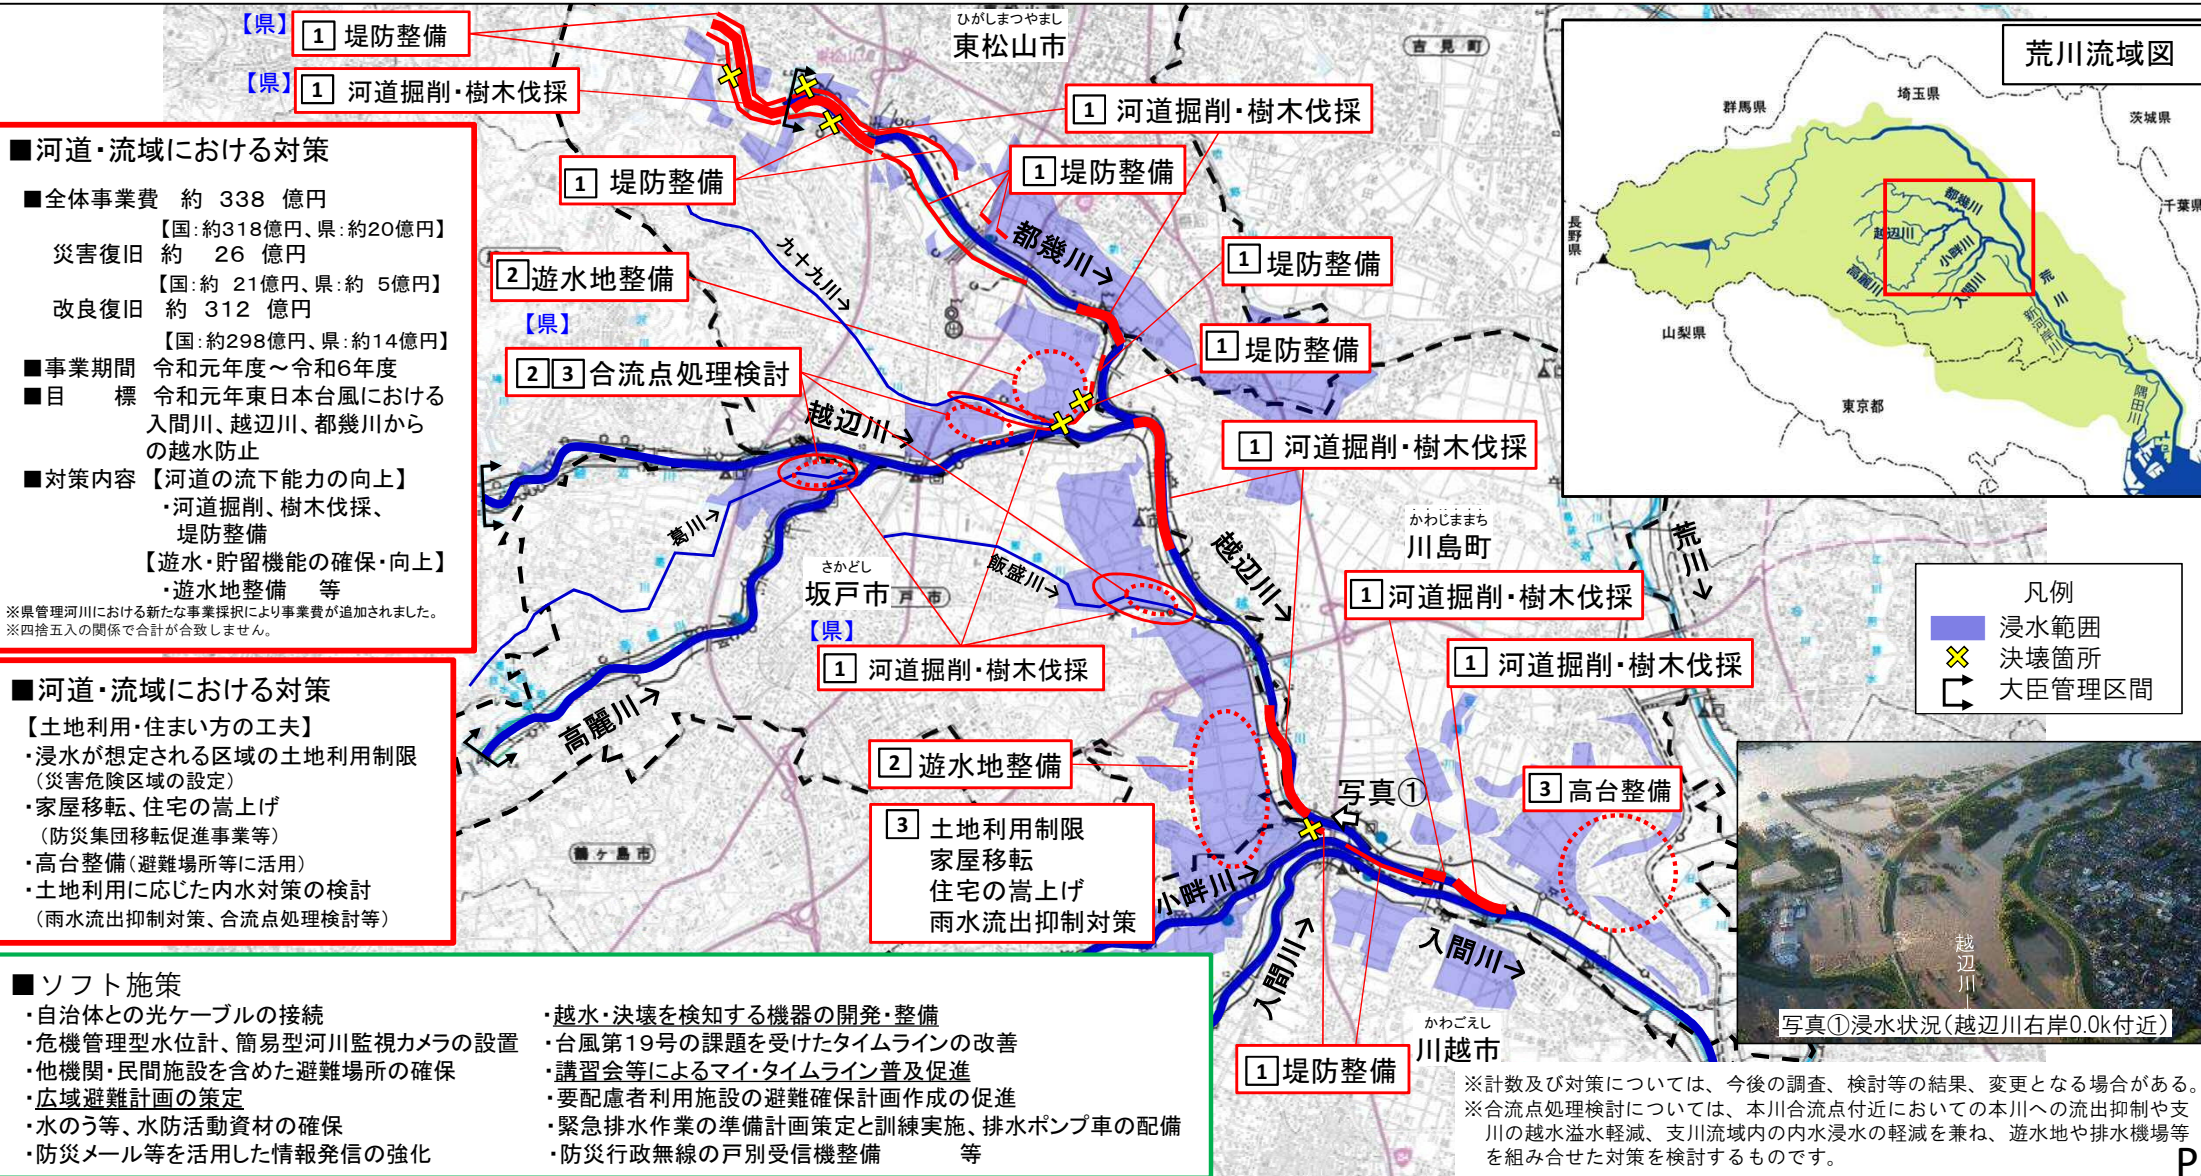 【県】
1 堤防整備
【県】
1 河道掘削・樹木伐採
ひがしまつやまし
東松山市
吉見町
1 河道掘削・樹木伐採
1 堤防整備
1 堤防整備
都幾川→
九十九川→
2 遊水地整備
【県】
2 3 合流点処理検討
1 堤防整備
1 堤防整備
越辺川→
1 河道掘削・樹木伐採
葛川→
さかどし
坂戸市
飯盛川→
越辺川→
かわじままち
川島町
荒川→
【県】
1 河道掘削・樹木伐採
1 河道掘削・樹木伐採
1 河道掘削・樹木伐採
高麗川→
2 遊水地整備
写真①
3 高台整備
鶴ヶ島市
3 土地利用制限
家屋移転
住宅の嵩上げ
雨水流出抑制対策
小畔川→
入間川→
入間川→
かわごえし
川越市
1 堤防整備
■河道・流域における対策
■全体事業費 約 338 億円
【国:約318億円、県:約20億円】
災害復旧 約 26 億円
【国:約 21億円、県:約 5億円】
改良復旧 約 312 億円
【国:約298億円、県:約14億円】
■事業期間 令和元年度～令和6年度
■目 標 令和元年東日本台風における
入間川、越辺川、都幾川から
の越水防止
■対策内容 【河道の流下能力の向上】
・河道掘削、樹木伐採、
堤防整備
【遊水・貯留機能の確保・向上】
・遊水地整備 等
※県管理河川における新たな事業採択により事業費が追加されました。
※四捨五入の関係で合計が合致しません。
■河道・流域における対策
【土地利用・住まい方の工夫】
・浸水が想定される区域の土地利用制限
(災害危険区域の設定)
・家屋移転、住宅の嵩上げ
(防災集団移転促進事業等)
・高台整備(避難場所等に活用)
・土地利用に応じた内水対策の検討
(雨水流出抑制対策、合流点処理検討等)
■ソフト施策
・自治体との光ケーブルの接続
・危機管理型水位計、簡易型河川監視カメラの設置
・他機関・民間施設を含めた避難場所の確保
・広域避難計画の策定
・水のう等、水防活動資材の確保
・防災メール等を活用した情報発信の強化
・越水・決壊を検知する機器の開発・整備
・台風第19号の課題を受けたタイムラインの改善
・講習会等によるマイ・タイムライン普及促進
・要配慮者利用施設の避難確保計画作成の促進
・緊急排水作業の準備計画策定と訓練実施、排水ポンプ車の配備
・防災行政無線の戸別受信機整備 等
荒川流域図
群馬県
埼玉県
茨城県
千葉県
長野県
山梨県
東京都
都幾川
越辺川
小畔川
高麗川
入間川
荒川
新河岸川
隅田川
凡例
浸水範囲
決壊箇所
大臣管理区間
越辺川
写真①浸水状況(越辺川右岸0.0k付近)
※計数及び対策については、今後の調査、検討等の結果、変更となる場合がある。
※合流点処理検討については、本川合流点付近においての本川への流出抑制や支
川の越水溢水軽減、支川流域内の内水浸水の軽減を兼ね、遊水地や排水機場等
を組み合せた対策を検討するものです。
P